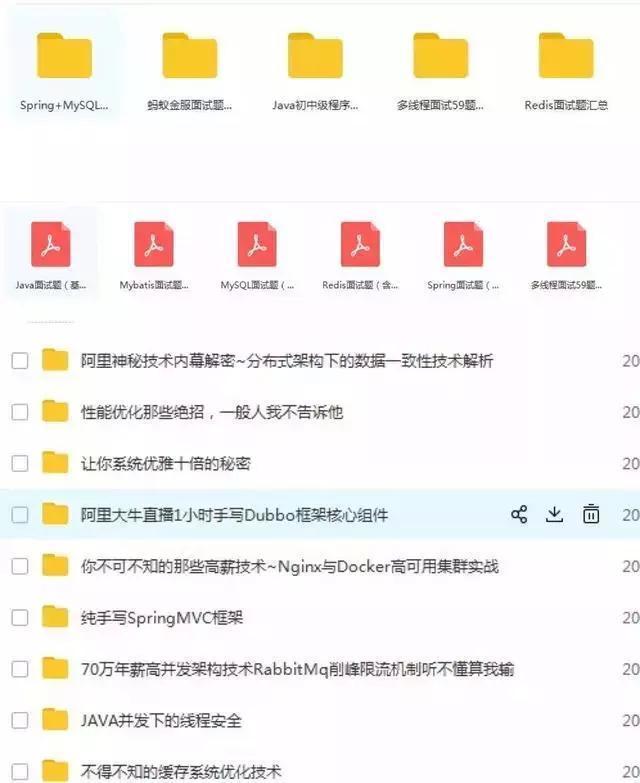 Spring+MySQL... 蚂蚁金服面试题... Java初中级程序... 多线程面试59题... Redis面试题汇总
Java面试题（基... Mybatis面试题... MySQL面试题（... Redis面试题（含... Spring面试题（... 多线程面试59题...
阿里神秘技术内幕解密~分布式架构下的数据一致性技术解析 20
性能优化那些绝招，一般人我不告诉他 20
让你系统优雅十倍的秘密 20
阿里大牛直播1小时手写Dubbo框架核心组件 20
你不可不知的那些高薪技术~Nginx与Docker高可用集群实战 20
纯手写SpringMVC框架 20
70万年薪高并发架构技术RabbitMq削峰限流机制听不懂算我输 20
JAVA并发下的线程安全 20
不得不知的缓存系统优化技术 20